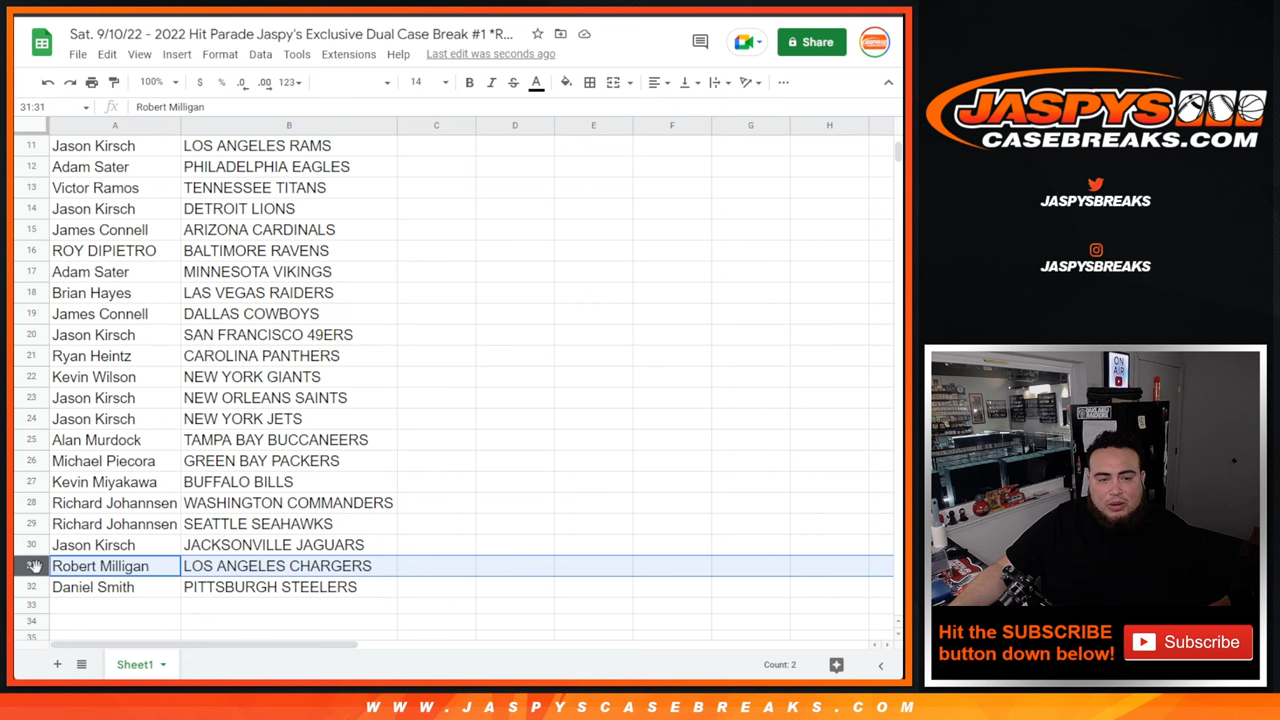 Sat. 9/10/22 - 2022 Hit Parade Jaspy's Exclusive Dual Case Break #1 *R...
File Edit View Insert Format Data Tools Extensions Help Last edit was seconds ago
Share
100% $ % .0 .00 123 14 B I S A
31:31 fx Robert Milligan
A B C D E F G H
11 Jason Kirsch LOS ANGELES RAMS
12 Adam Sater PHILADELPHIA EAGLES
13 Victor Ramos TENNESSEE TITANS
14 Jason Kirsch DETROIT LIONS
15 James Connell ARIZONA CARDINALS
16 ROY DIPIETRO BALTIMORE RAVENS
17 Adam Sater MINNESOTA VIKINGS
18 Brian Hayes LAS VEGAS RAIDERS
19 James Connell DALLAS COWBOYS
20 Jason Kirsch SAN FRANCISCO 49ERS
21 Ryan Heintz CAROLINA PANTHERS
22 Kevin Wilson NEW YORK GIANTS
23 Jason Kirsch NEW ORLEANS SAINTS
24 Jason Kirsch NEW YORK JETS
25 Alan Murdock TAMPA BAY BUCCANEERS
26 Michael Piecora GREEN BAY PACKERS
27 Kevin Miyakawa BUFFALO BILLS
28 Richard Johannsen WASHINGTON COMMANDERS
29 Richard Johannsen SEATTLE SEAHAWKS
30 Jason Kirsch JACKSONVILLE JAGUARS
Robert Milligan LOS ANGELES CHARGERS
32 Daniel Smith PITTSBURGH STEELERS
33
34
35
Sheet1 Count: 2
JASPYS
CASEBREAKS.COM
JASPYSBREAKS
JASPYSBREAKS
ON
AIR
Hit the SUBSCRIBE
button down below!
Subscribe
WWW.JASPYSCASEBREAKS.COM